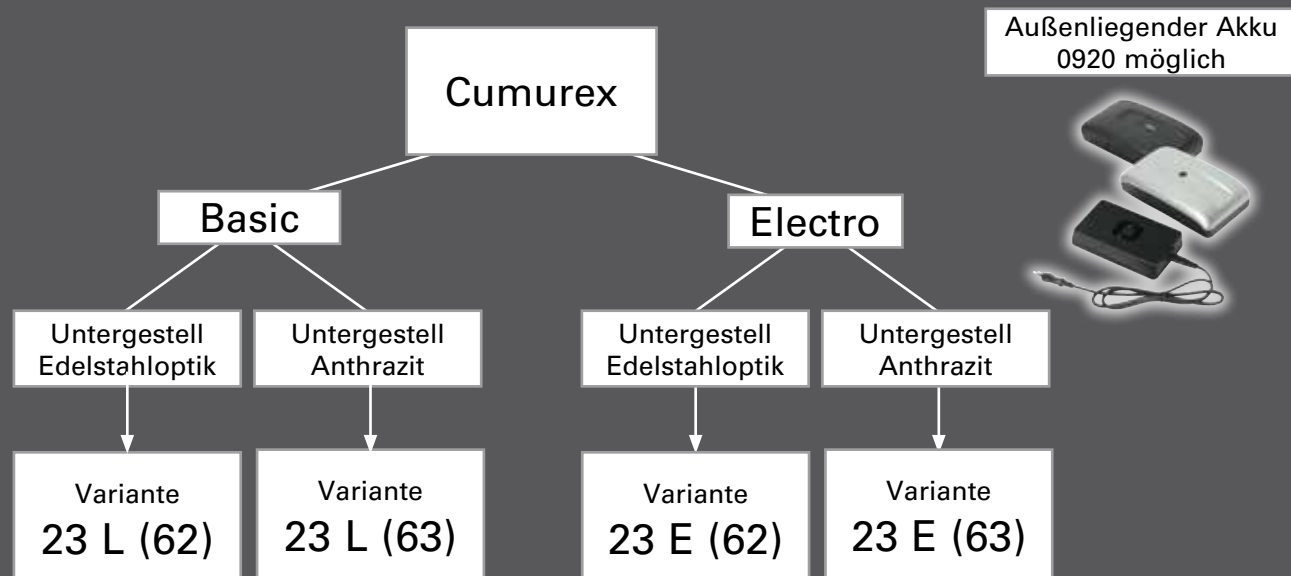 Außenliegender Akku
0920 möglich
Cumurex
Basic
Electro
Untergestell
Edelstahloptik
Untergestell
Anthrazit
Untergestell
Edelstahloptik
Untergestell
Anthrazit
Variante
23 L (62)
Variante
23 L (63)
Variante
23 E (62)
Variante
23 E (63)